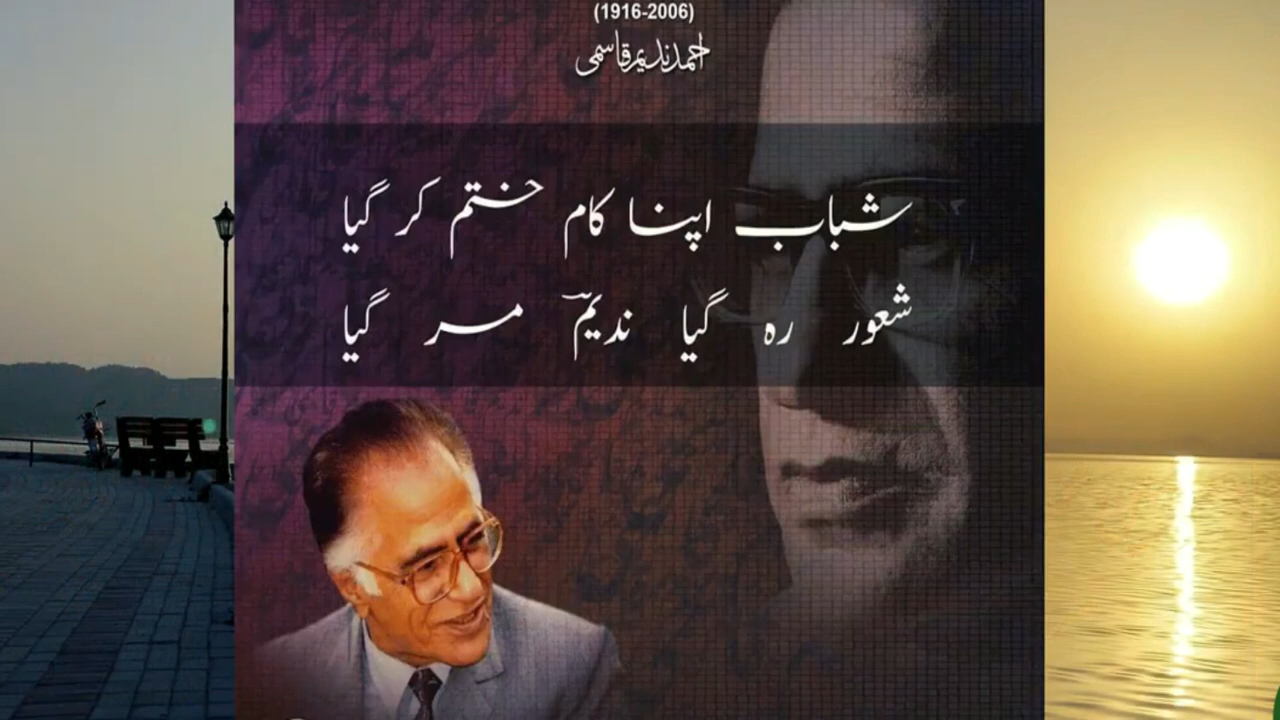 (1916-2006)
احمد ندیم قاسمی
شباب اپنا کام ختم کر گیا
شعور رہ گیا ندیمؔ مر گیا